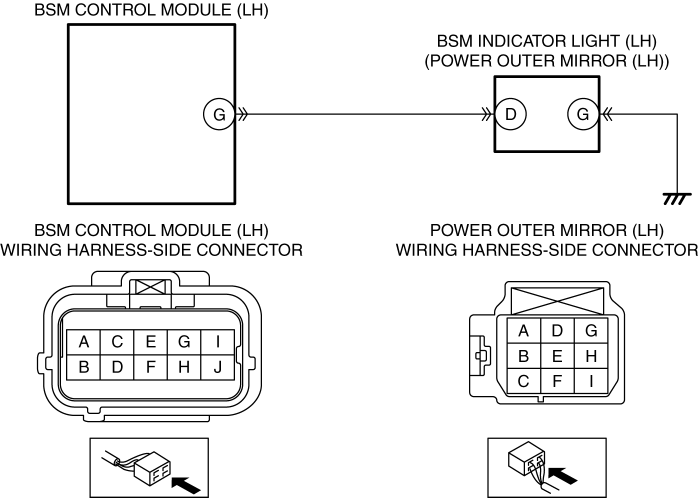 BSM CONTROL MODULE (LH)
BSM INDICATOR LIGHT (LH)
(POWER OUTER MIRROR (LH))
G D G
BSM CONTROL MODULE (LH)
WIRING HARNESS-SIDE CONNECTOR
POWER OUTER MIRROR (LH)
WIRING HARNESS-SIDE CONNECTOR
A C E G I
B D F H J
A D G
B E H
C F I